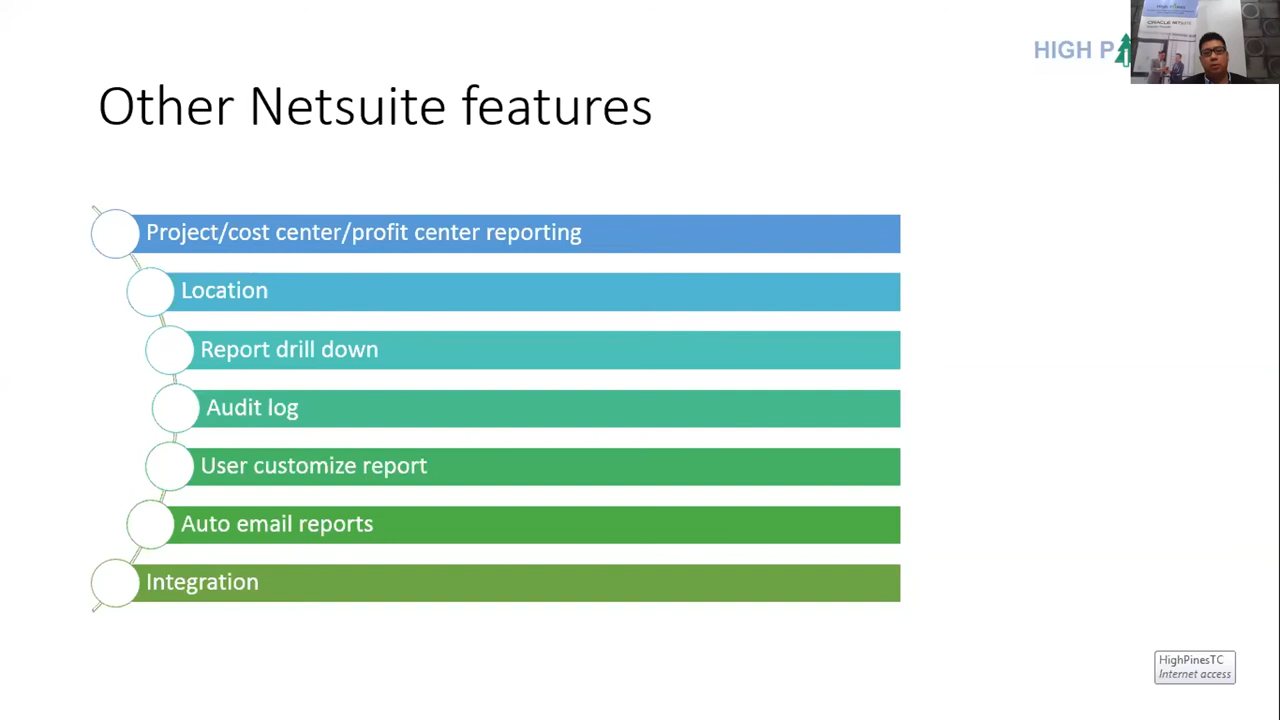 HIGH P
Other Netsuite features
Project/cost center/profit center reporting
Location
Report drill down
Audit log
User customize report
Auto email reports
Integration
HighPinesTC
Internet access